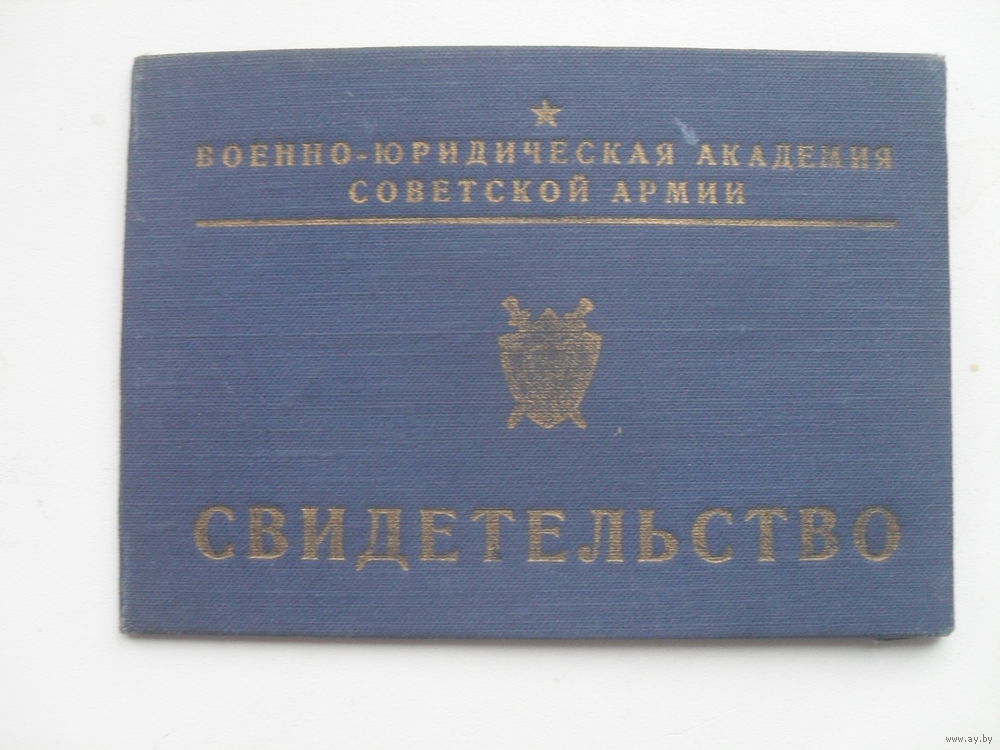 ВОЕННО-ЮРИДИЧЕСКАЯ АКАДЕМИЯ
СОВЕТСКОЙ АРМИИ
СВИДЕТЕЛЬСТВО
www.ay.by